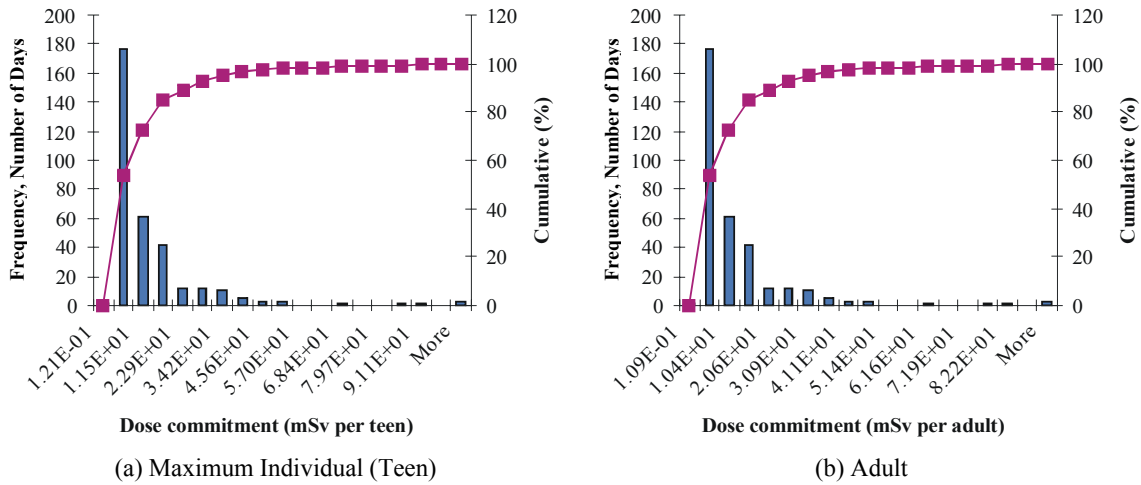 200
180
160
140
120
100
80
60
40
20
0
Frequency, Number of Days
120
100
80
60
40
20
0
Cumulative (%)
1.21E-01
1.15E+01
2.29E+01
3.42E+01
4.56E+01
5.70E+01
6.84E+01
7.97E+01
9.11E+01
More
Dose commitment (mSv per teen)
(a) Maximum Individual (Teen)
200
180
160
140
120
100
80
60
40
20
0
Frequency, Number of Days
120
100
80
60
40
20
0
Cumulative (%)
1.09E-01
1.04E+01
2.06E+01
3.09E+01
4.11E+01
5.14E+01
6.16E+01
7.19E+01
8.22E+01
More
Dose commitment (mSv per adult)
(b) Adult